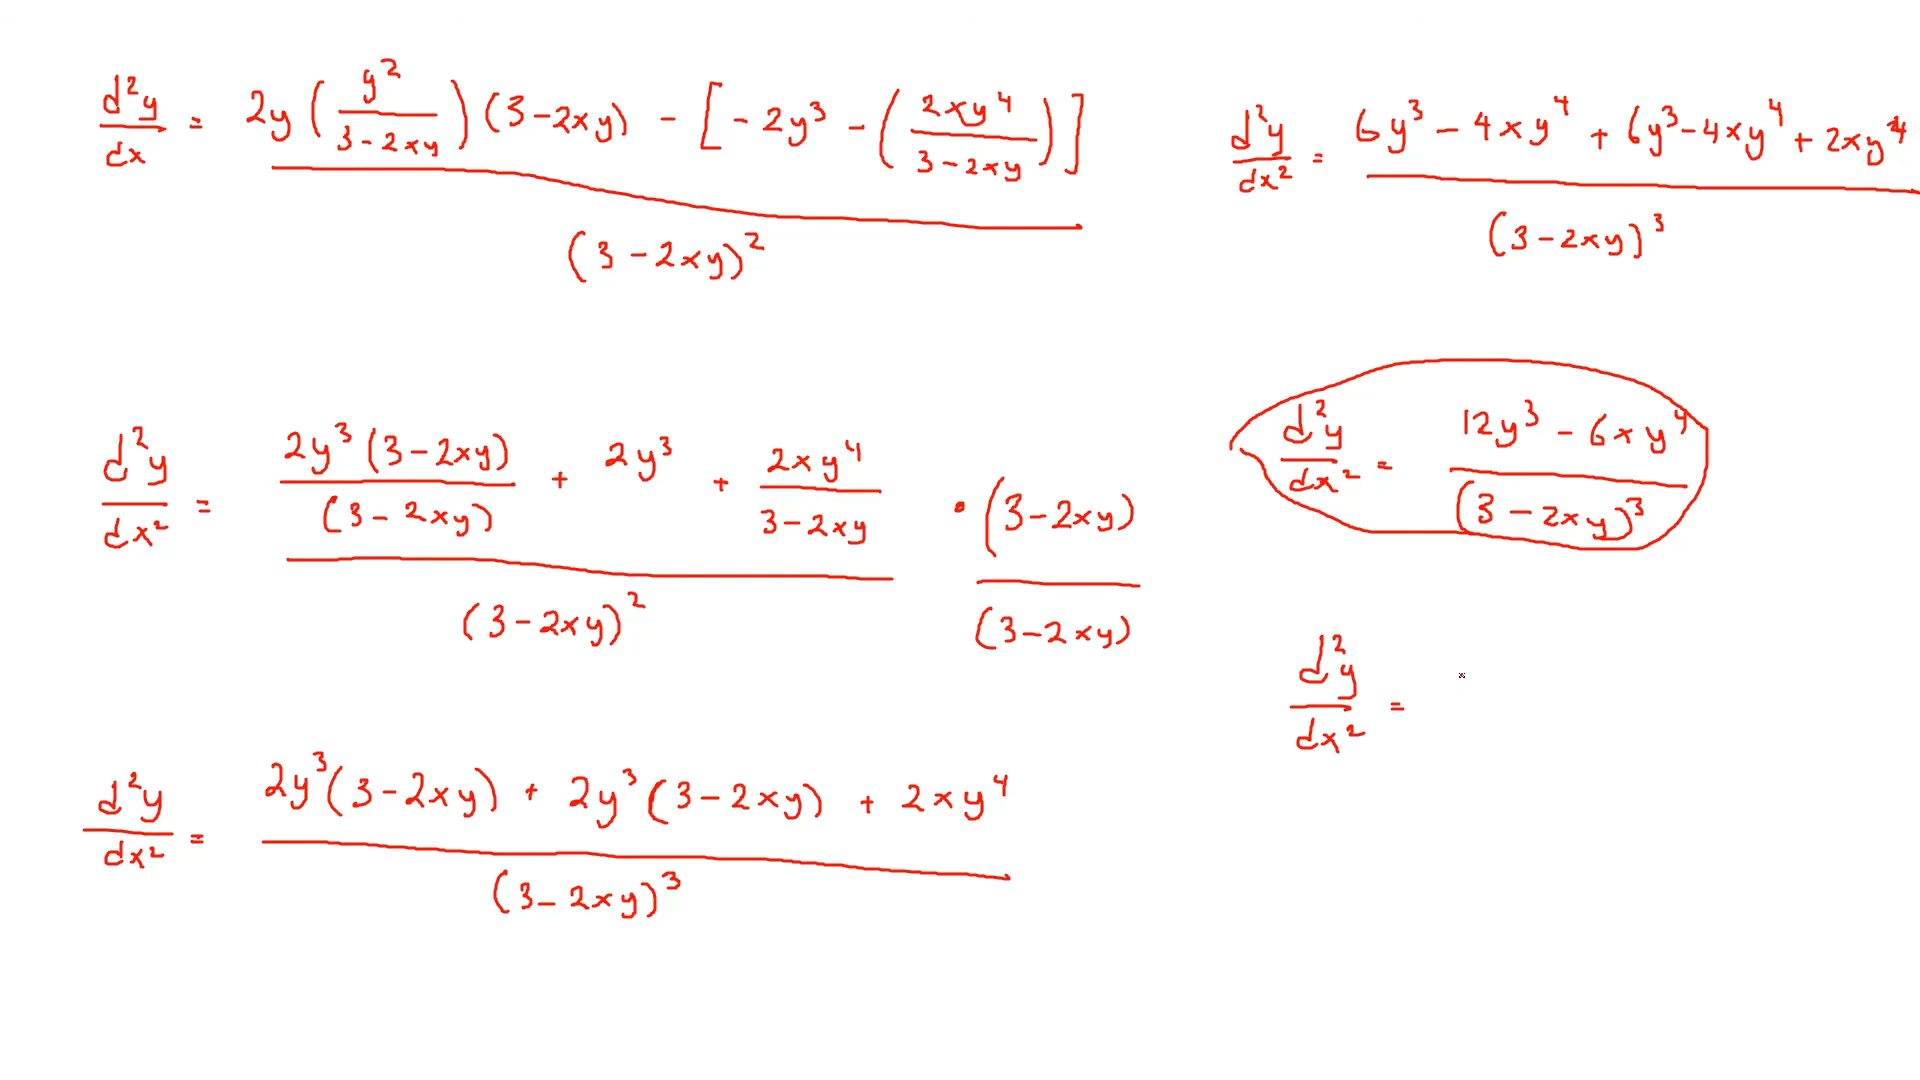 d²y/dx = [2y (y²/(3-2xy)) (3-2xy) - [-2y³ - (2xy⁴/(3-2xy))]] / (3-2xy)²
d²y/dx² = [2y³(3-2xy)/(3-2xy) + 2y³ + 2xy⁴/(3-2xy)] / (3-2xy)² · (3-2xy)/(3-2xy)
d²y/dx² = [2y³(3-2xy) + 2y³(3-2xy) + 2xy⁴] / (3-2xy)³
d²y/dx² = [6y³ - 4xy⁴ + 6y³ - 4xy⁴ + 2xy⁴] / (3-2xy)³
d²y/dx² = [12y³ - 6xy⁴] / (3-2xy)³
d²y/dx² =